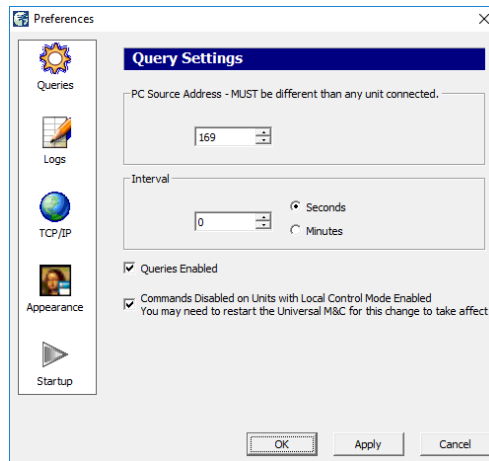 Preferences
Queries
Logs
TCP/IP
Appearance
Startup
Query Settings
PC Source Address - MUST be different than any unit connected.
169
Interval
0
Seconds
Minutes
Queries Enabled
Commands Disabled on Units with Local Control Mode Enabled
You may need to restart the Universal M&C for this change to take affect
OK
Apply
Cancel